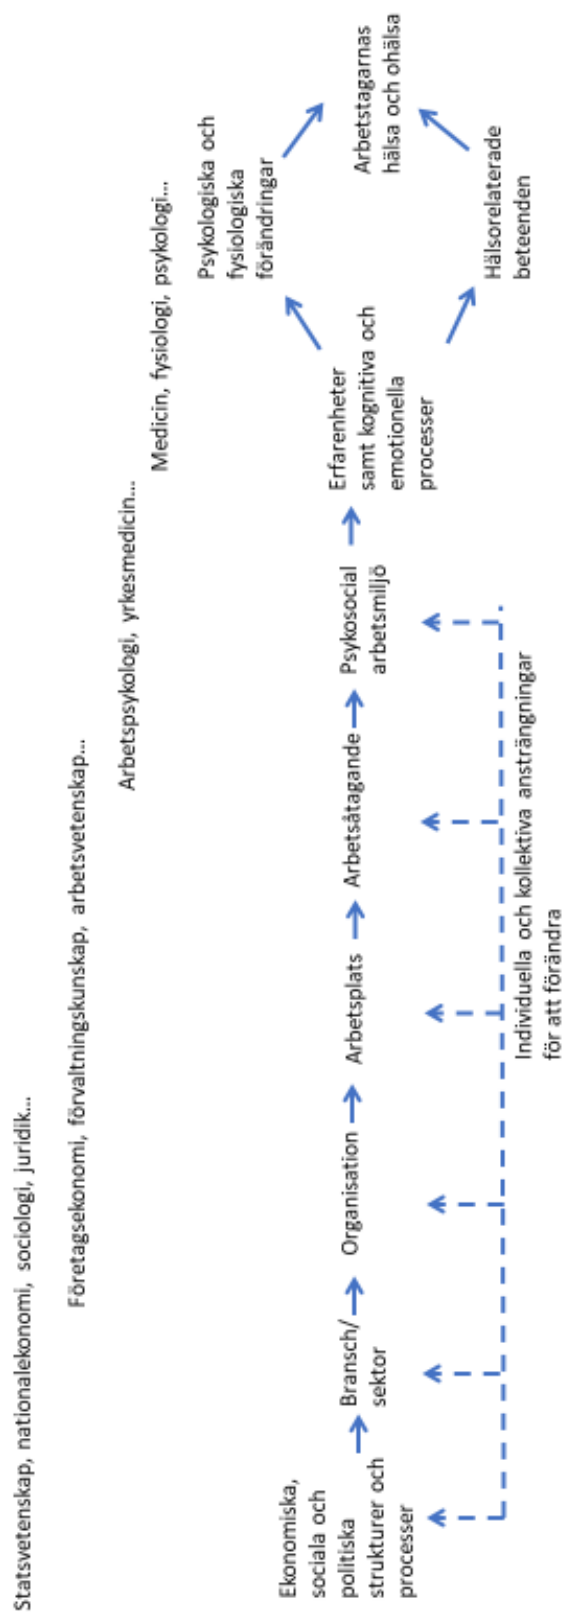 Statsvetenskap, nationalekonomi, sociologi, juridik...
Företagsekonomi, förvaltningskunskap, arbetsvetenskap...
Arbetspsykologi, yrkesmedicin...
Medicin, fysiologi, psykologi...
Ekonomiska,
sociala och
politiska
strukturer och
processer
Bransch/
sektor
Organisation
Arbetsplats
Arbetsåtagande
Psykosocial
arbetsmiljö
Erfarenheter
samt kognitiva och
emotionella
processer
Psykologiska och
fysiologiska
förändringar
Hälsorelaterade
beteenden
Arbetstagarnas
hälsa och ohälsa
Individuella och kollektiva ansträngningar
för att förändra